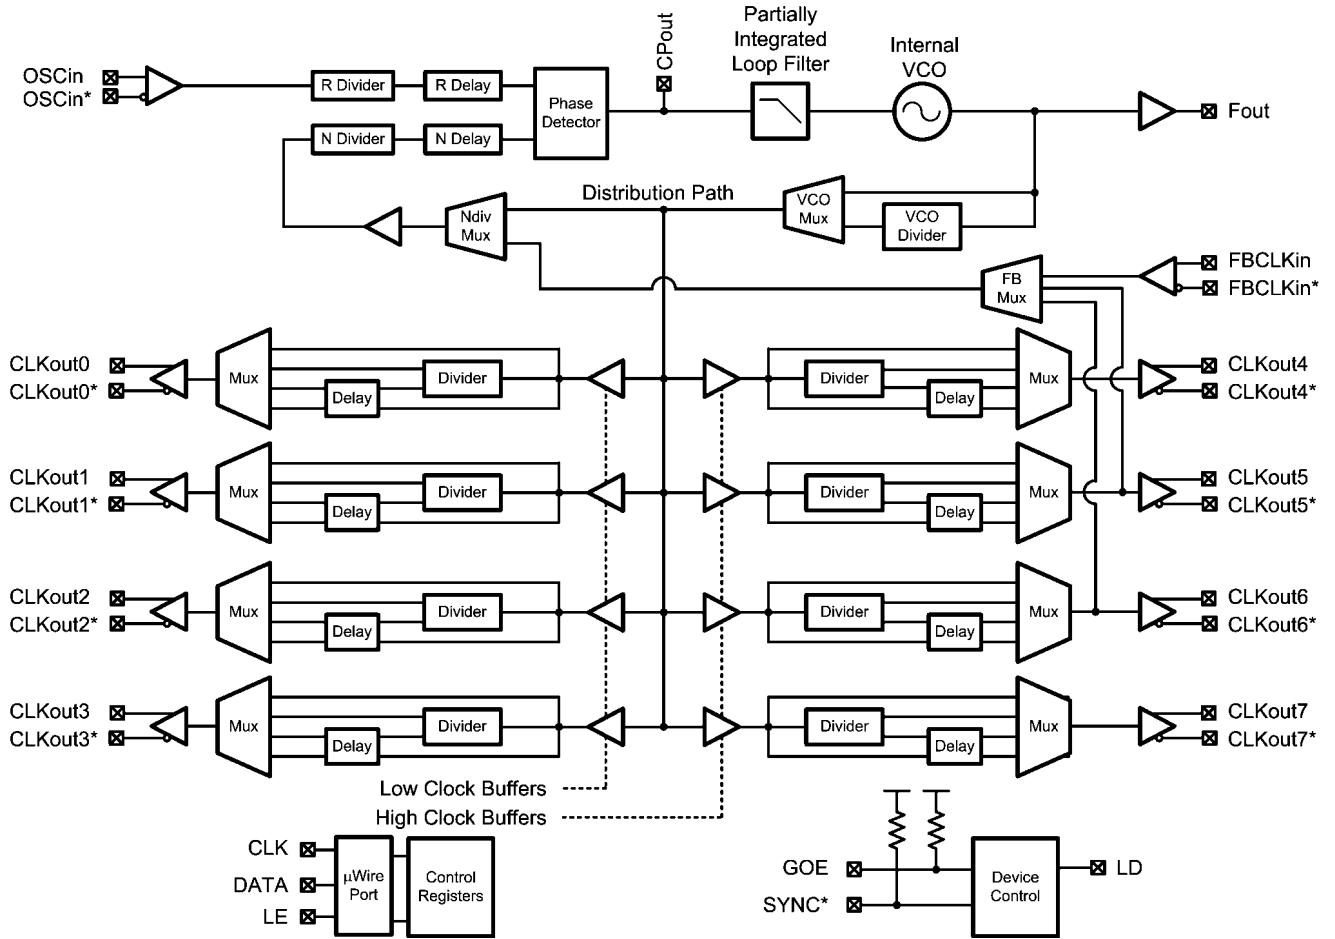 Partially
Integrated
Loop Filter
Internal
VCO
CPout
OSCin
OSCin*
R Divider
R Delay
Phase
Detector
N Divider
N Delay
Fout
Distribution Path
VCO
Mux
VCO
Divider
Ndiv
Mux
FB
Mux
FBCLKin
FBCLKin*
CLKout0
CLKout0*
Mux
Divider
Delay
Divider
Delay
Mux
CLKout4
CLKout4*
CLKout1
CLKout1*
Mux
Divider
Delay
Divider
Delay
Mux
CLKout5
CLKout5*
CLKout2
CLKout2*
Mux
Divider
Delay
Divider
Delay
Mux
CLKout6
CLKout6*
CLKout3
CLKout3*
Mux
Divider
Delay
Divider
Delay
Mux
CLKout7
CLKout7*
Low Clock Buffers
High Clock Buffers
CLK
DATA
LE
μWire
Port
Control
Registers
GOE
SYNC*
Device
Control
LD